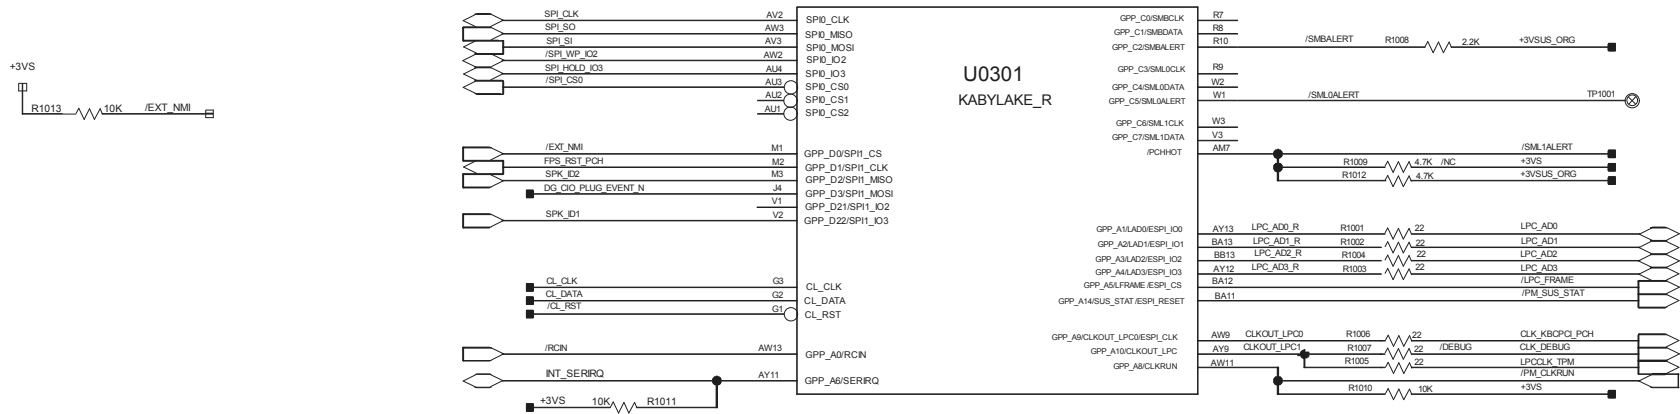 +3VS
R1013 10K /EXT_NMI
SPI_CLK AV2 SPI0_CLK
SPI_SO AW3 SPI0_MISO
SPI_SI AV3 SPI0_MOSI
/SPI_WP_IO2 AW2 SPI0_IO2
SPI_HOLD_IO3 AU4 SPI0_IO3
/SPI_CS0 AU3 SPI0_CS0
AU2 SPI0_CS1
AU1 SPI0_CS2
/EXT_NMI M1 GPP_D0/SPI1_CS
FPS_RST_PCH M2 GPP_D1/SPI1_CLK
SPK_ID2 M3 GPP_D2/SPI1_MISO
DG_CIO_PLUG_EVENT_N J4 GPP_D3/SPI1_MOSI
V1 GPP_D21/SPI1_IO2
SPK_ID1 V2 GPP_D22/SPI1_IO3
CL_CLK G3 CL_CLK
CL_DATA G2 CL_DATA
/CL_RST G1 CL_RST
/RCIN AW13 GPP_A0/RCIN
INT_SERIRQ AY11 GPP_A6/SERIRQ
+3VS 10K R1011
U0301
KABYLAKE_R
GPP_C0/SMBCLK R7
GPP_C1/SMBDATA R8
GPP_C2/SMBALERT R10 /SMBALERT R1008 2.2K +3VSUS_ORG
GPP_C3/SML0CLK R9
GPP_C4/SML0DATA W2
GPP_C5/SML0ALERT W1 /SML0ALERT TP1001
GPP_C6/SML1CLK W3
GPP_C7/SML1DATA V3
/PCHHOT AM7 /SML1ALERT
R1009 4.7K /NC +3VS
R1012 4.7K +3VSUS_ORG
GPP_A1/LAD0/ESPI_IO0 AY13 LPC_AD0_R R1001 22 LPC_AD0
GPP_A2/LAD1/ESPI_IO1 BA13 LPC_AD1_R R1002 22 LPC_AD1
GPP_A3/LAD2/ESPI_IO2 BB13 LPC_AD2_R R1004 22 LPC_AD2
GPP_A4/LAD3/ESPI_IO3 AY12 LPC_AD3_R R1003 22 LPC_AD3
GPP_A5/LFRAME /ESPI_CS BA12 /LPC_FRAME
GPP_A14/SUS_STAT /ESPI_RESET BA11 /PM_SUS_STAT
GPP_A9/CLKOUT_LPC0/ESPI_CLK AW9 CLKOUT_LPC0 R1006 22 CLK_KBCPCI_PCH
GPP_A10/CLKOUT_LPC AY9 CLKOUT_LPC1 R1007 22 /DEBUG CLK_DEBUG
GPP_A8/CLKRUN AW11 R1005 22 LPCCLK_TPM
/PM_CLKRUN
R1010 10K +3VS